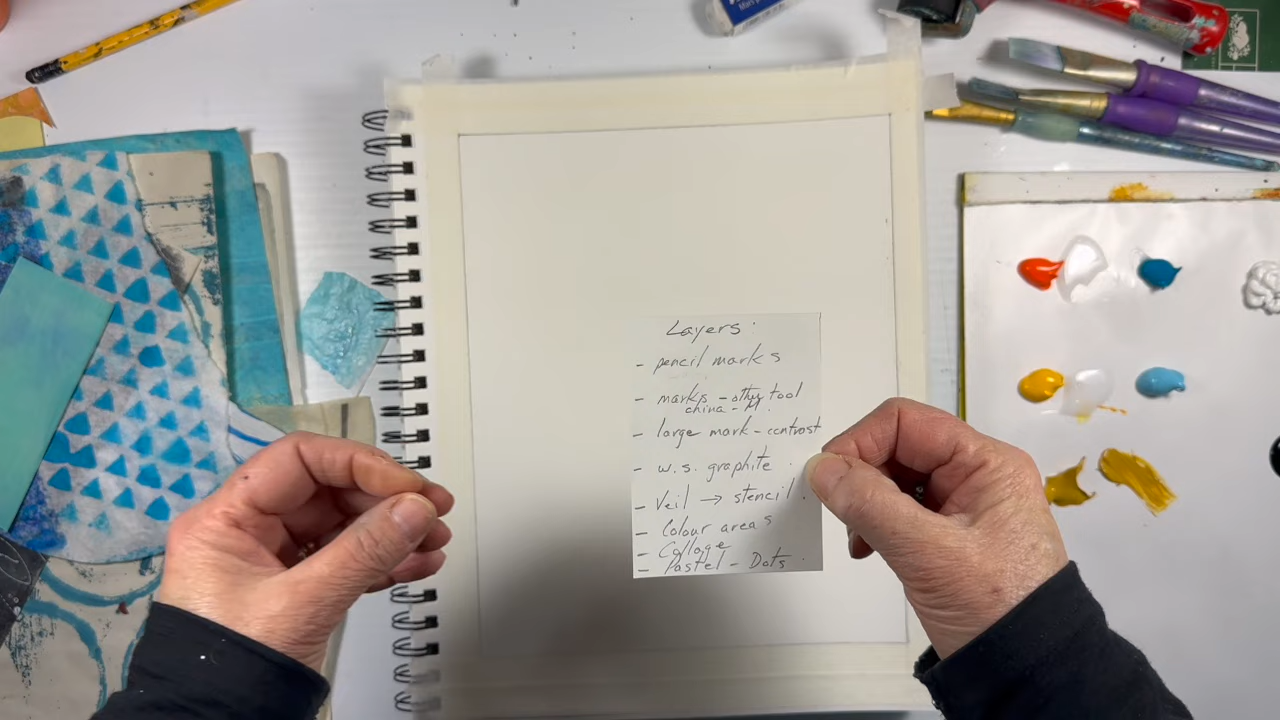 Layers
- pencil marks
- marks - other tool
china - M.
- large mark - contrast
- w.s. graphite
- Veil → stencil.
- Colour areas
- Collage
- Pastel - Dots